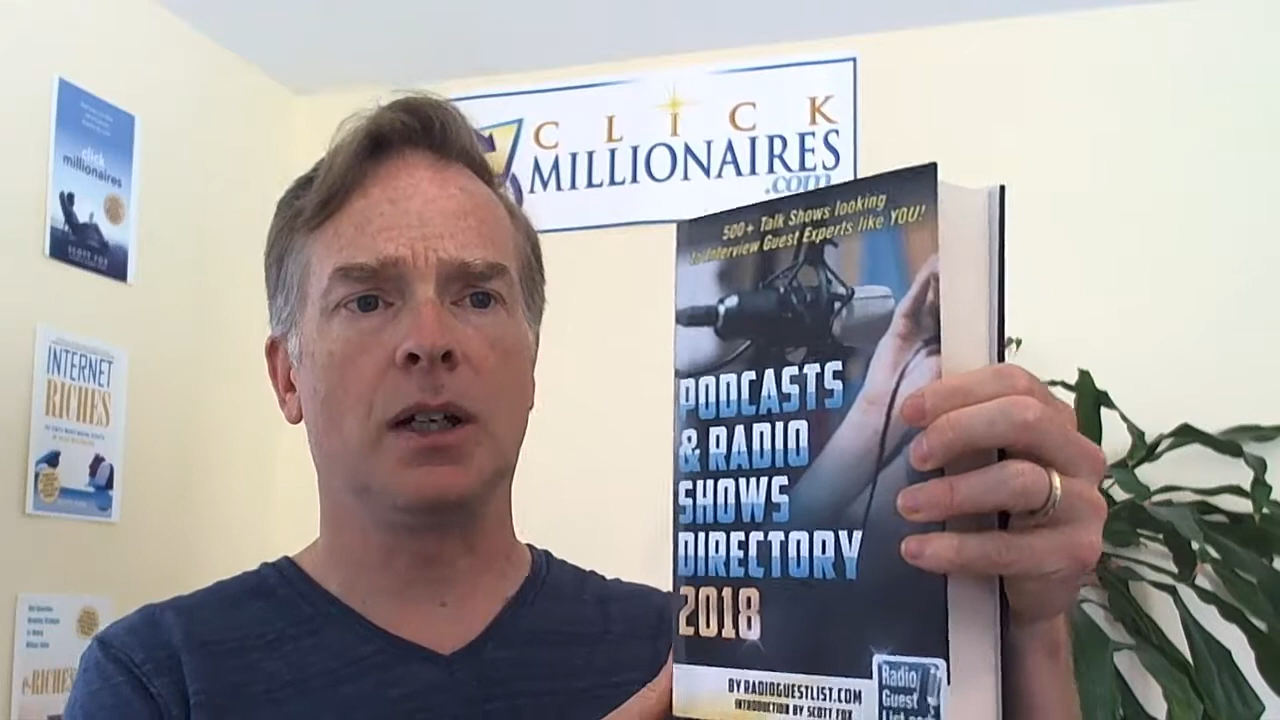 click
millionaires
SCOTT FOX
INTERNET
RICHES
e-RICHES
CLICK
MILLIONAIRES
.com
500+ Talk Shows looking
to Interview Guest Experts like YOU!
PODCASTS
& RADIO
SHOWS
DIRECTORY
2018
BY RADIOGUESTLIST.COM
INTRODUCTION BY SCOTT FOX
Radio
Guest